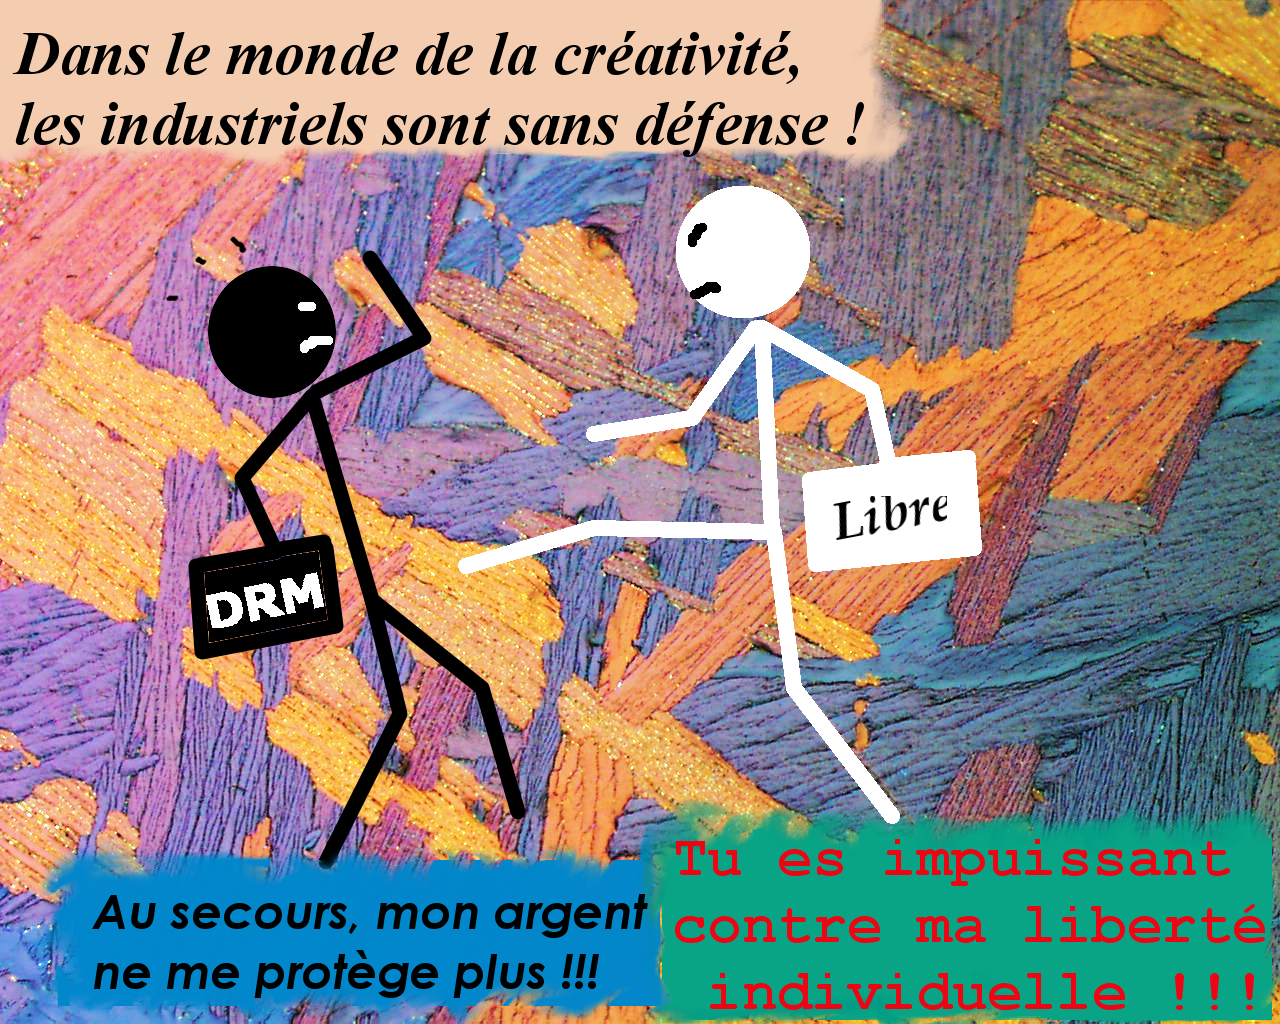 Dans le monde de la créativité,
les industriels sont sans défense !
Libre
DRM
Au secours, mon argent
ne me protège plus !!!
Tu es impuissant
contre ma liberté
individuelle !!!